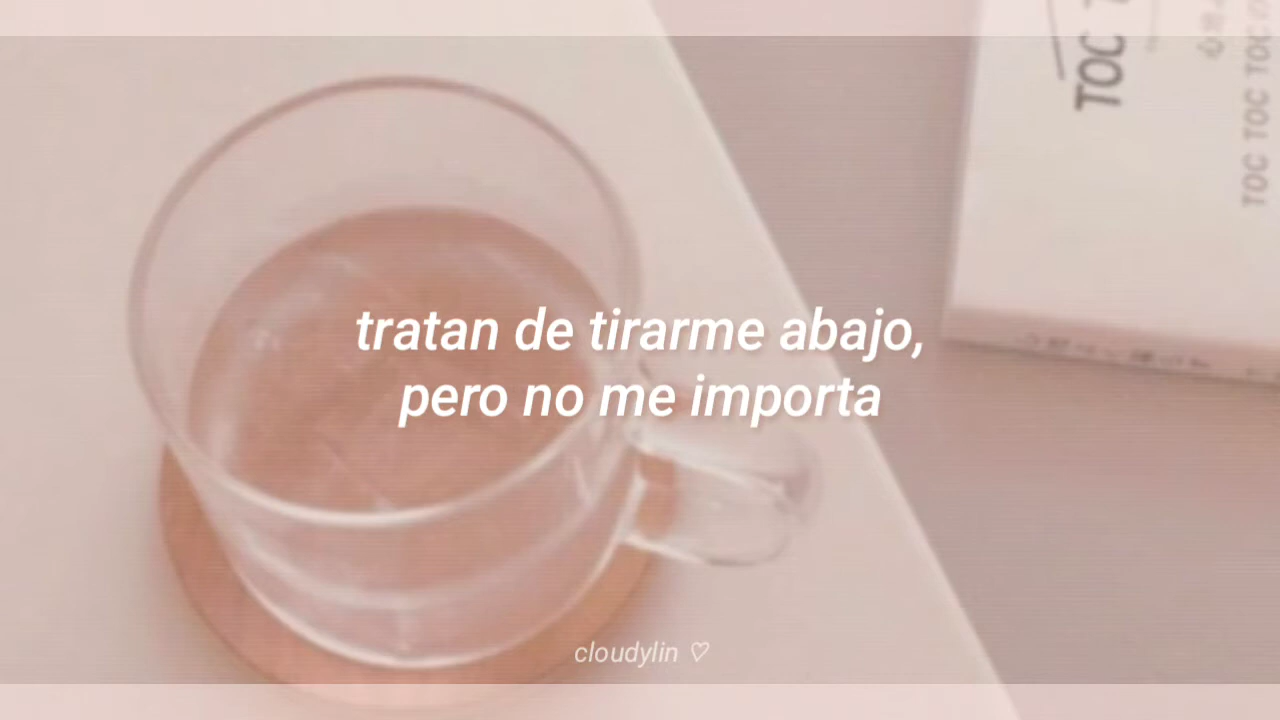 TOC
TOC TOC TOC
tratan de tirarme abajo,
pero no me importa
cloudylin ♡